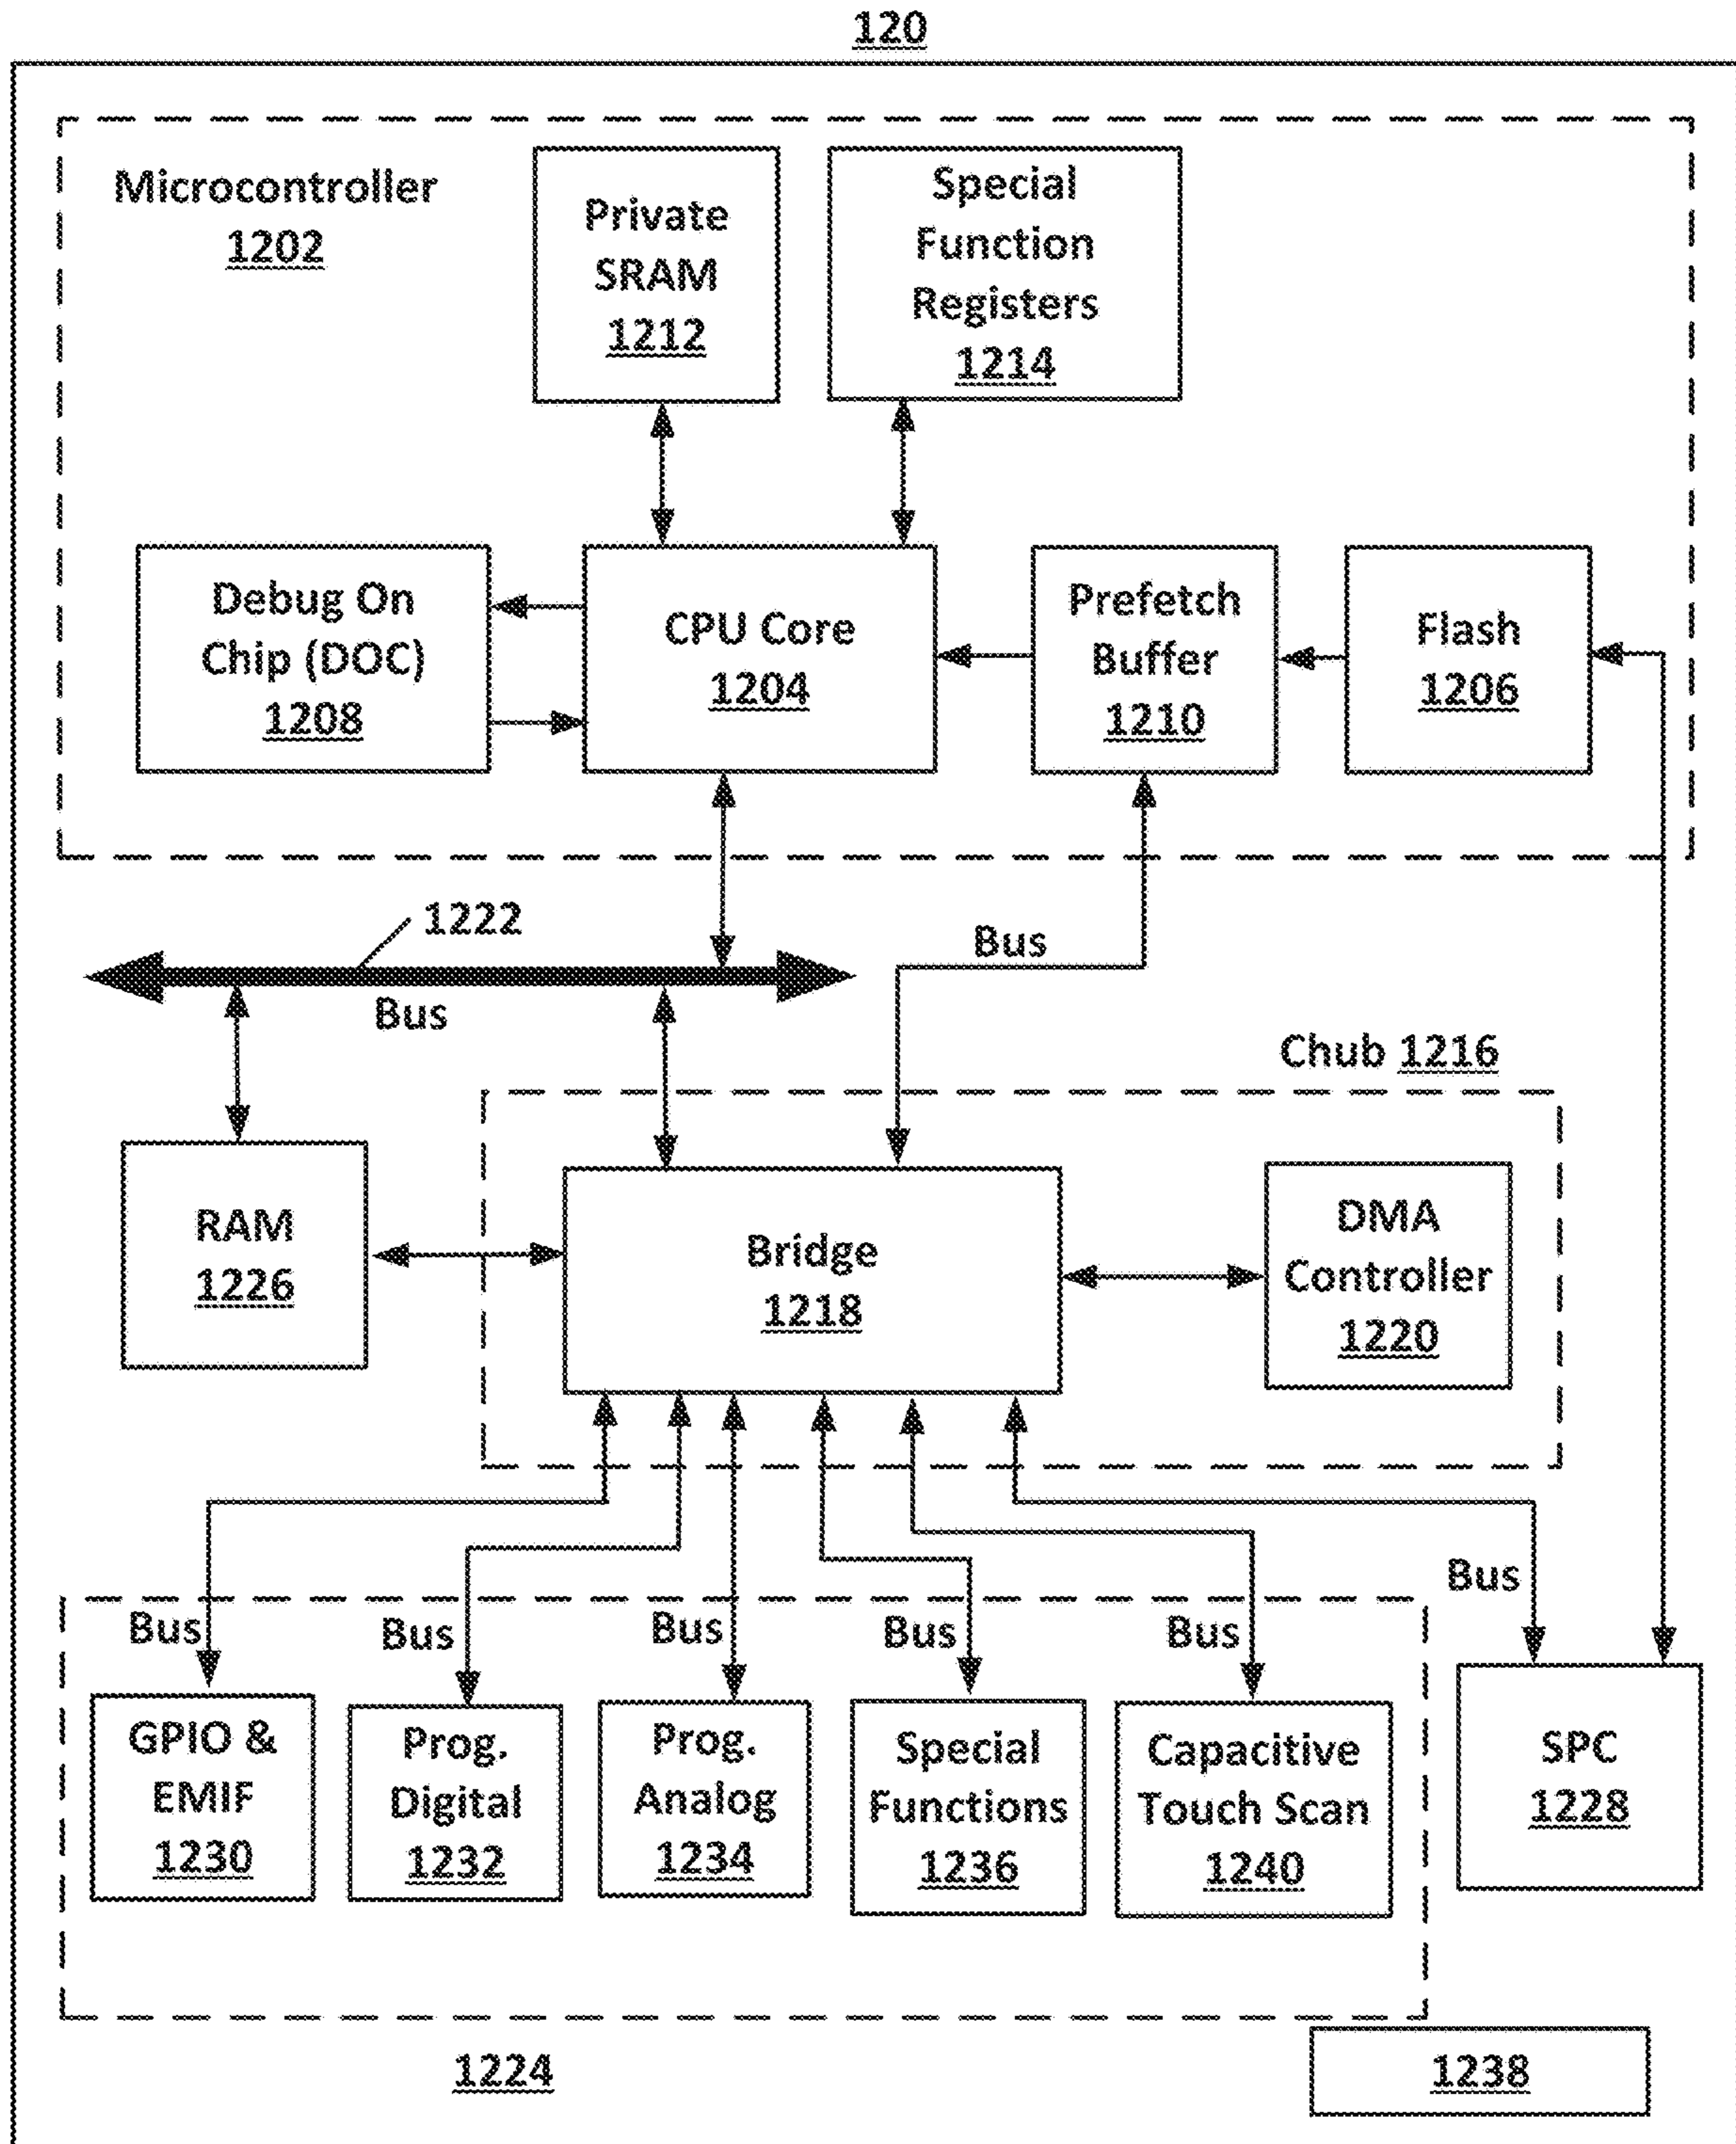 120
Microcontroller
1202
Private
SRAM
1212
Special
Function
Registers
1214
Debug On
Chip (DOC)
1208
CPU Core
1204
Prefetch
Buffer
1210
Flash
1206
1222
Bus
Bus
Chub 1216
RAM
1226
Bridge
1218
DMA
Controller
1220
Bus
Bus
Bus
Bus
Bus
Bus
GPIO &
EMIF
1230
Prog.
Digital
1232
Prog.
Analog
1234
Special
Functions
1236
Capacitive
Touch Scan
1240
SPC
1228
1224
1238